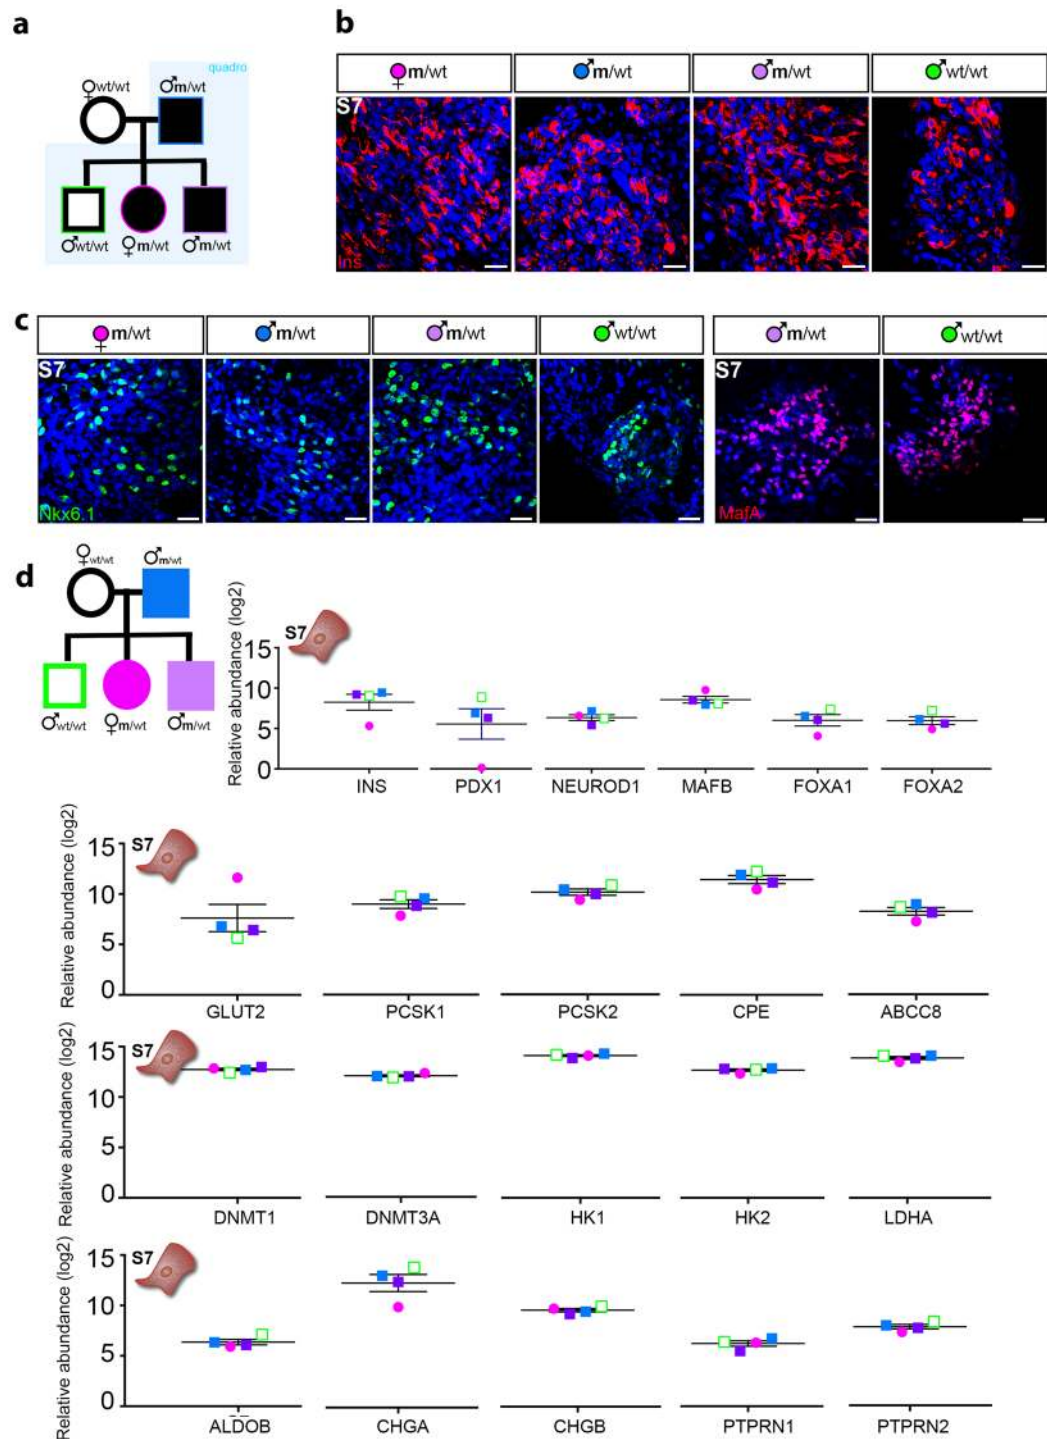 a
quadro
♀wt/wt
♂m/wt
♂wt/wt
♀m/wt
♂m/wt
b
♀m/wt
♂m/wt
♂m/wt
♂wt/wt
S7
Ins
c
♀m/wt
♂m/wt
♂m/wt
♂wt/wt
♂m/wt
♂wt/wt
S7
Nkx6.1
S7
MafA
d
♀wt/wt
♂m/wt
♂wt/wt
♀m/wt
♂m/wt
Relative abundance (log2)
S7
15
10
5
0
INS
PDX1
NEUROD1
MAFB
FOXA1
FOXA2
Relative abundance (log2)
S7
15
10
5
0
GLUT2
PCSK1
PCSK2
CPE
ABCC8
Relative abundance (log2)
S7
15
10
5
0
DNMT1
DNMT3A
HK1
HK2
LDHA
Relative abundance (log2)
S7
15
10
5
0
ALDOB
CHGA
CHGB
PTPRN1
PTPRN2